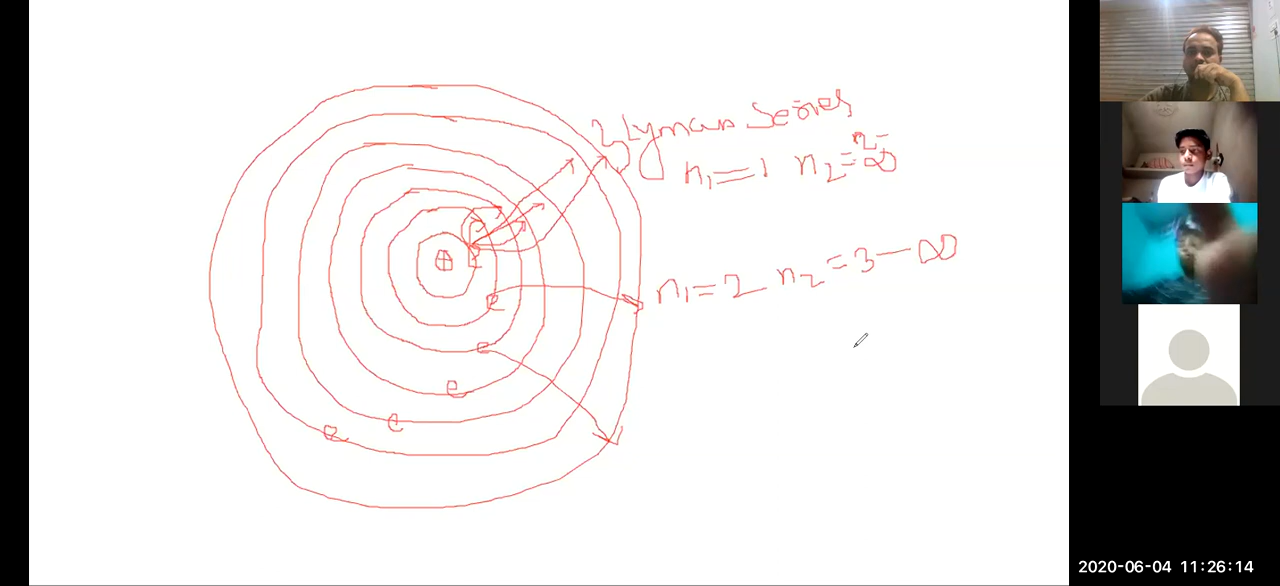 Lyman Series
n1 = 1 n2 = 2-∞
+
e
n1 = 2 n2 = 3 - ∞
e
e
e
e
e
2020-06-04 11:26:14